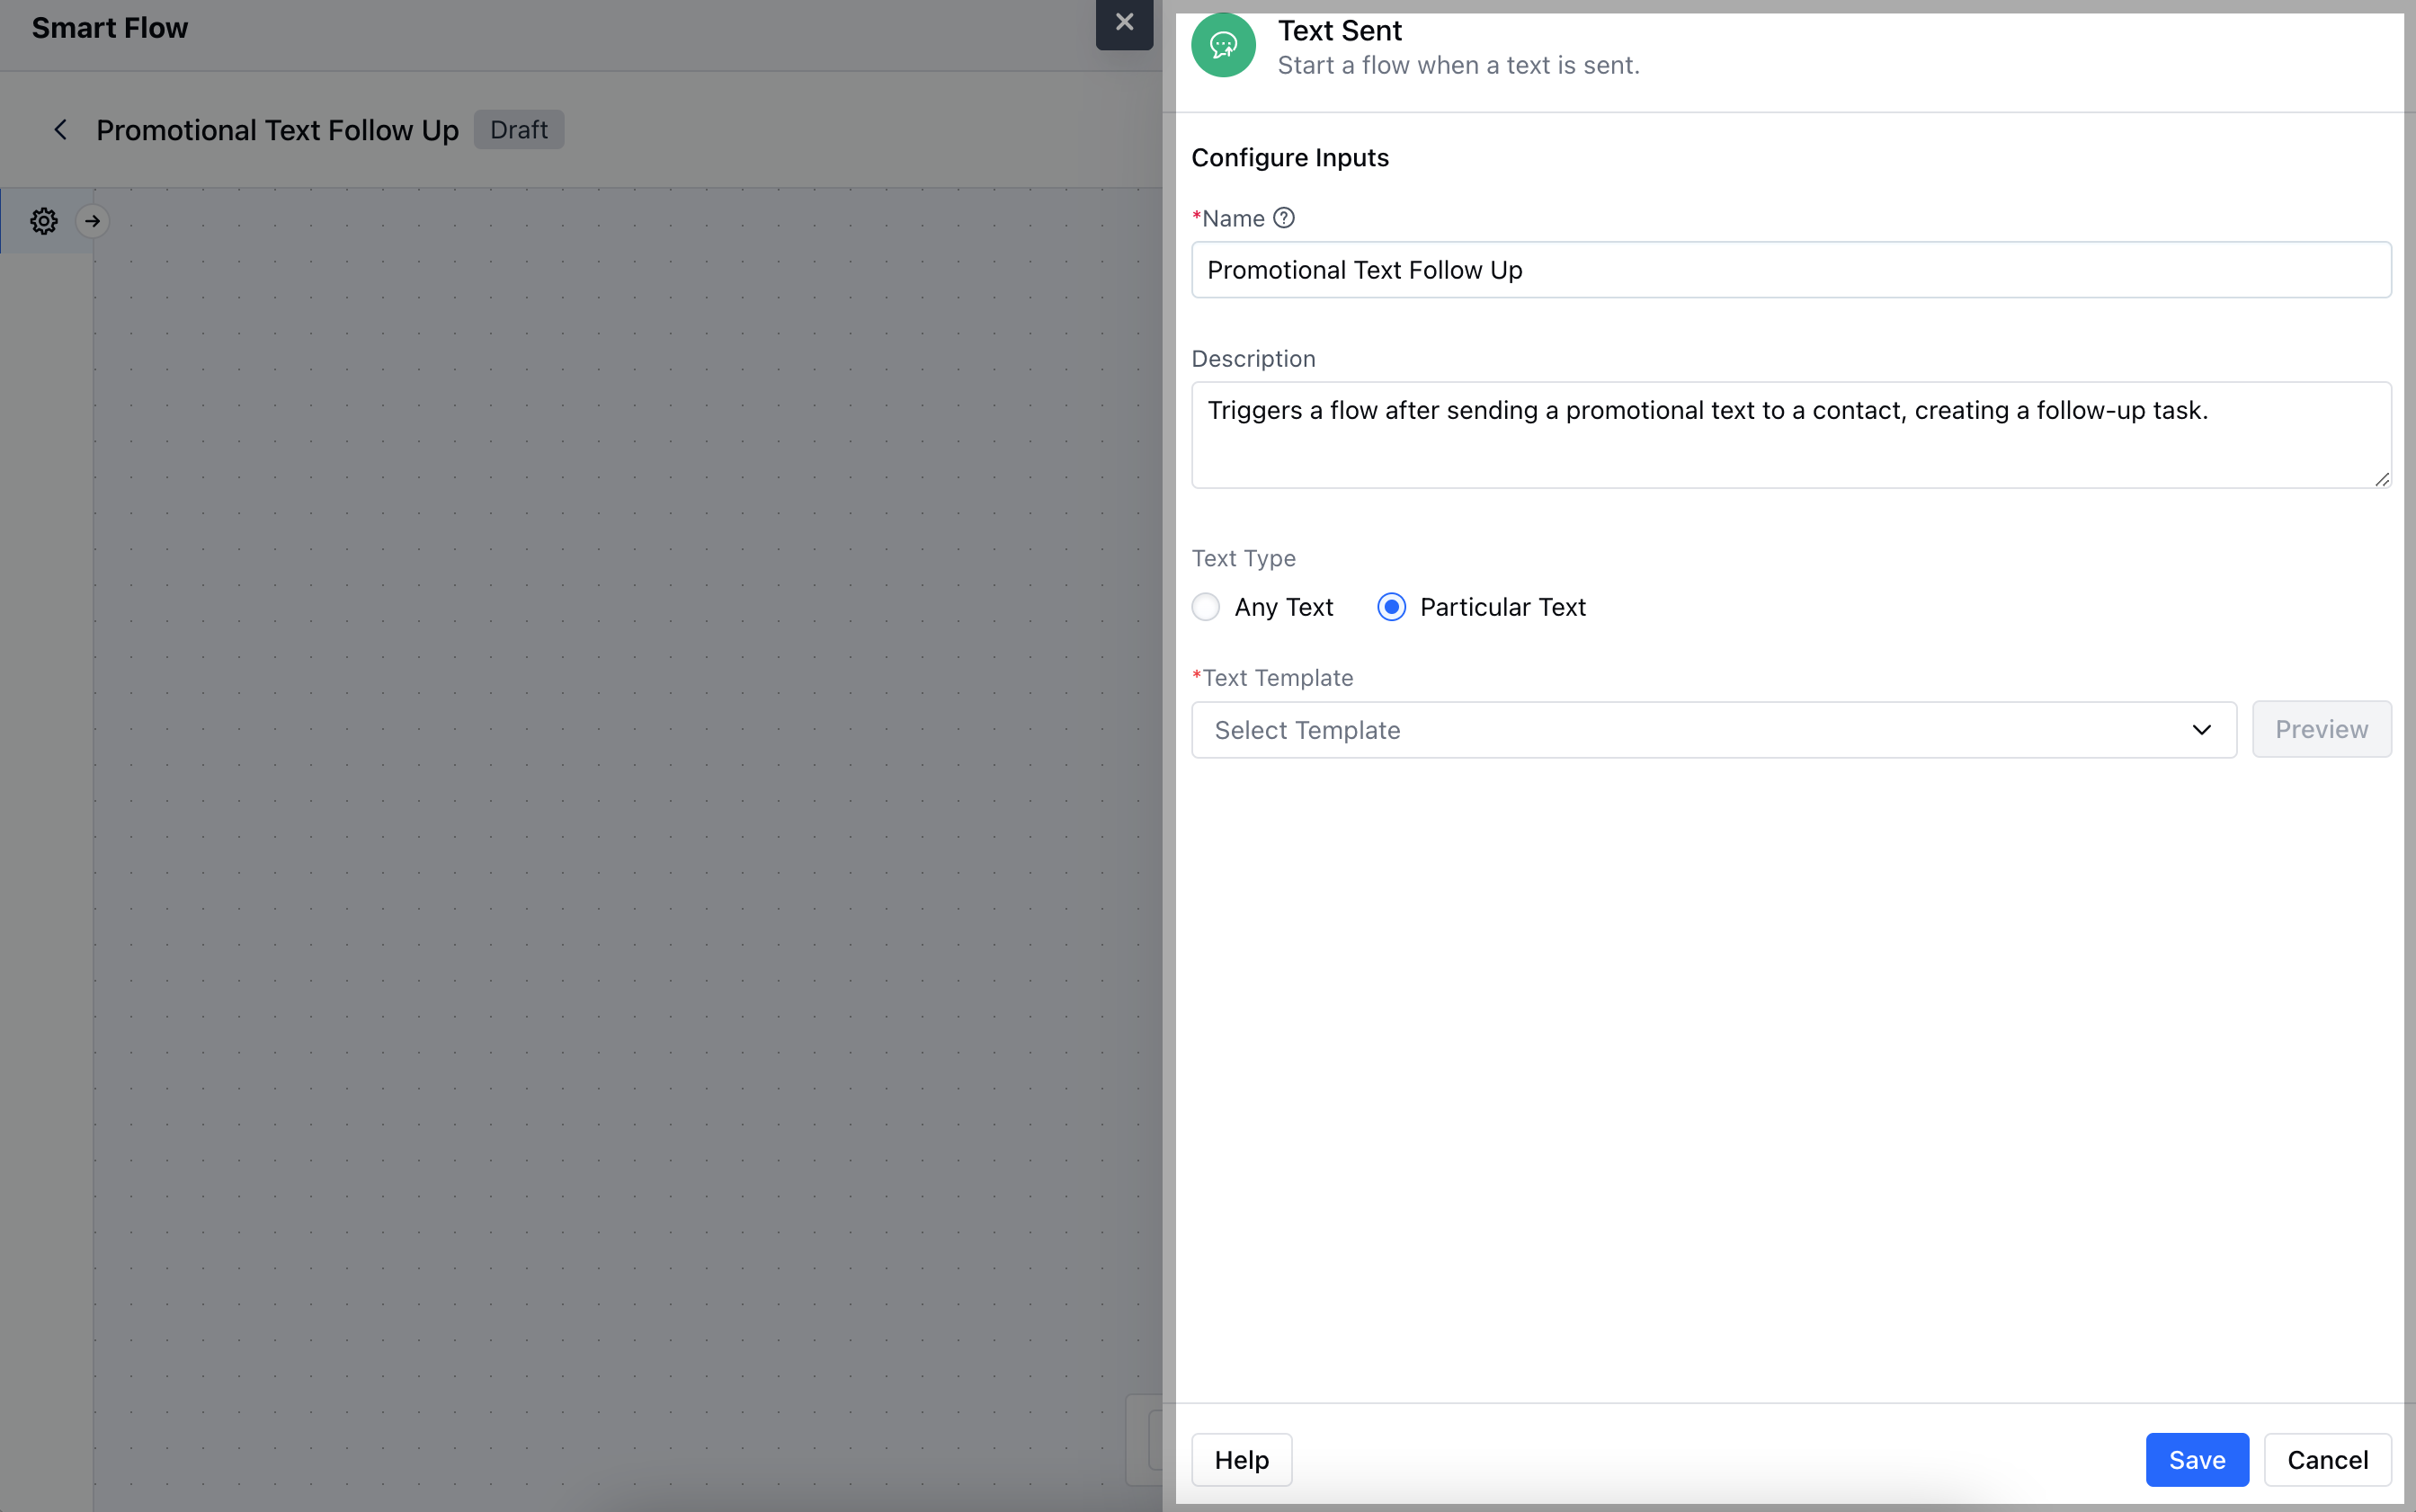 Smart Flow
Promotional Text Follow Up
Draft
Text Sent
Start a flow when a text is sent.
Configure Inputs
*Name
Promotional Text Follow Up
Description
Triggers a flow after sending a promotional text to a contact, creating a follow-up task.
Text Type
Any Text
Particular Text
*Text Template
Select Template
Preview
Help
Save
Cancel